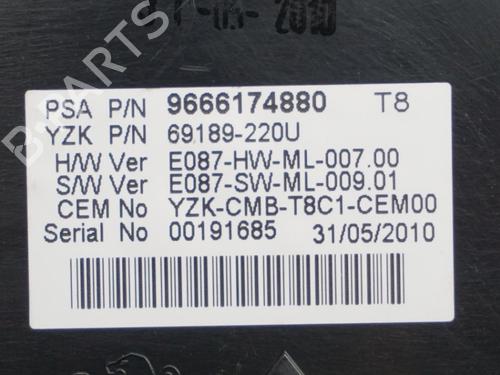 2010
PSA P/N 9666174880 T8
YZK P/N 69189-220U
H/W Ver E087-HW-ML-007.00
S/W Ver E087-SW-ML-009.01
CEM No YZK-CMB-T8C1-CEM00
Serial No 00191685 31/05/2010
B-PARTS